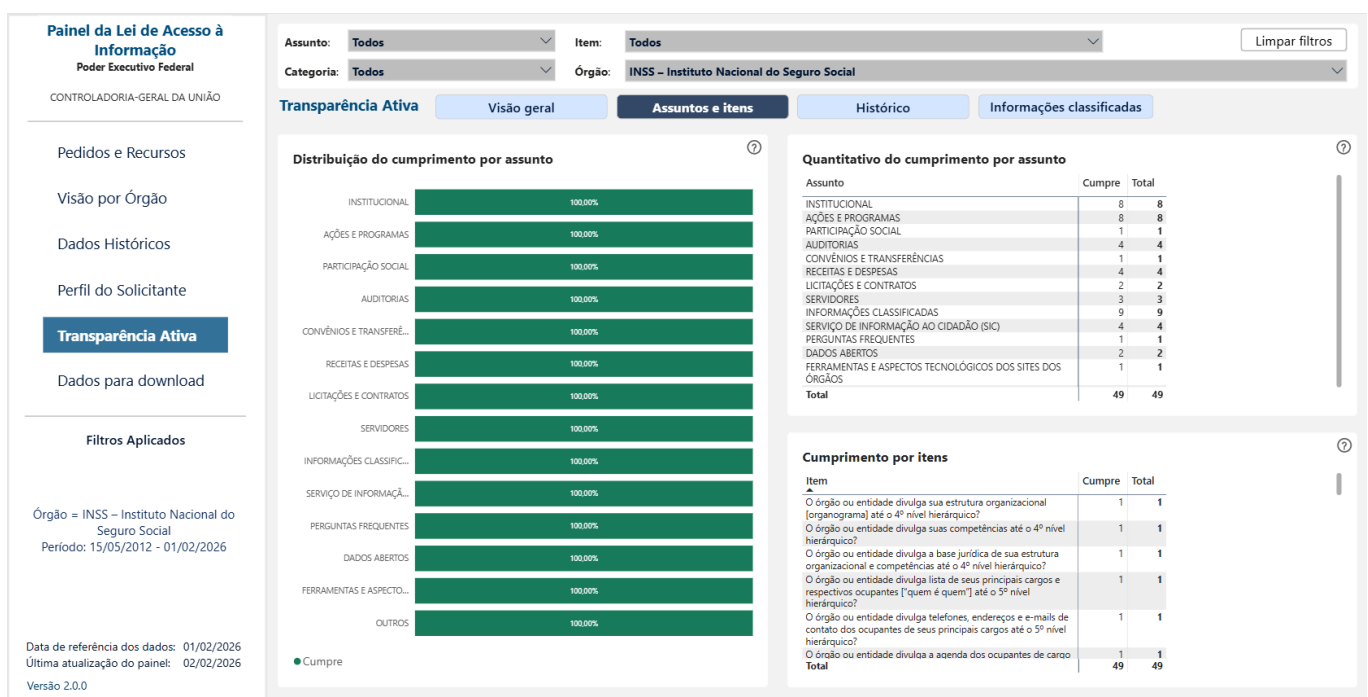 Painel da Lei de Acesso à
Informação
Poder Executivo Federal
CONTROLADORIA-GERAL DA UNIÃO
Pedidos e Recursos
Visão por Órgão
Dados Históricos
Perfil do Solicitante
Transparência Ativa
Dados para download
Filtros Aplicados
Órgão = INSS – Instituto Nacional do
Seguro Social
Período: 15/05/2012 - 01/02/2026
Data de referência dos dados: 01/02/2026
Última atualização do painel: 02/02/2026
Versão 2.0.0
Assunto: Todos
Item: Todos
Limpar filtros
Categoria: Todos
Órgão: INSS – Instituto Nacional do Seguro Social
Transparência Ativa
Visão geral
Assuntos e itens
Histórico
Informações classificadas
Distribuição do cumprimento por assunto
INSTITUCIONAL 100,00%
AÇÕES E PROGRAMAS 100,00%
PARTICIPAÇÃO SOCIAL 100,00%
AUDITORIAS 100,00%
CONVÊNIOS E TRANSFERÊ... 100,00%
RECEITAS E DESPESAS 100,00%
LICITAÇÕES E CONTRATOS 100,00%
SERVIDORES 100,00%
INFORMAÇÕES CLASSIFIC... 100,00%
SERVIÇO DE INFORMAÇÃ... 100,00%
PERGUNTAS FREQUENTES 100,00%
DADOS ABERTOS 100,00%
FERRAMENTAS E ASPECTO... 100,00%
OUTROS 100,00%
Cumpre
Quantitativo do cumprimento por assunto
Assunto Cumpre Total
INSTITUCIONAL 8 8
AÇÕES E PROGRAMAS 8 8
PARTICIPAÇÃO SOCIAL 1 1
AUDITORIAS 4 4
CONVÊNIOS E TRANSFERÊNCIAS 1 1
RECEITAS E DESPESAS 4 4
LICITAÇÕES E CONTRATOS 2 2
SERVIDORES 3 3
INFORMAÇÕES CLASSIFICADAS 9 9
SERVIÇO DE INFORMAÇÃO AO CIDADÃO (SIC) 4 4
PERGUNTAS FREQUENTES 1 1
DADOS ABERTOS 2 2
FERRAMENTAS E ASPECTOS TECNOLÓGICOS DOS SITES DOS 1 1
ÓRGÃOS
Total 49 49
Cumprimento por itens
Item Cumpre Total
O órgão ou entidade divulga sua estrutura organizacional 1 1
[organograma] até o 4º nível hierárquico?
O órgão ou entidade divulga suas competências até o 4º nível 1 1
hierárquico?
O órgão ou entidade divulga a base jurídica de sua estrutura 1 1
organizacional e competências até o 4º nível hierárquico?
O órgão ou entidade divulga lista de seus principais cargos e 1 1
respectivos ocupantes ["quem é quem"] até o 5º nível
hierárquico?
O órgão ou entidade divulga telefones, endereços e e-mails de 1 1
contato dos ocupantes de seus principais cargos até o 5º nível
hierárquico?
O órgão ou entidade divulga a agenda dos ocupantes de cargo 1 1
Total 49 49